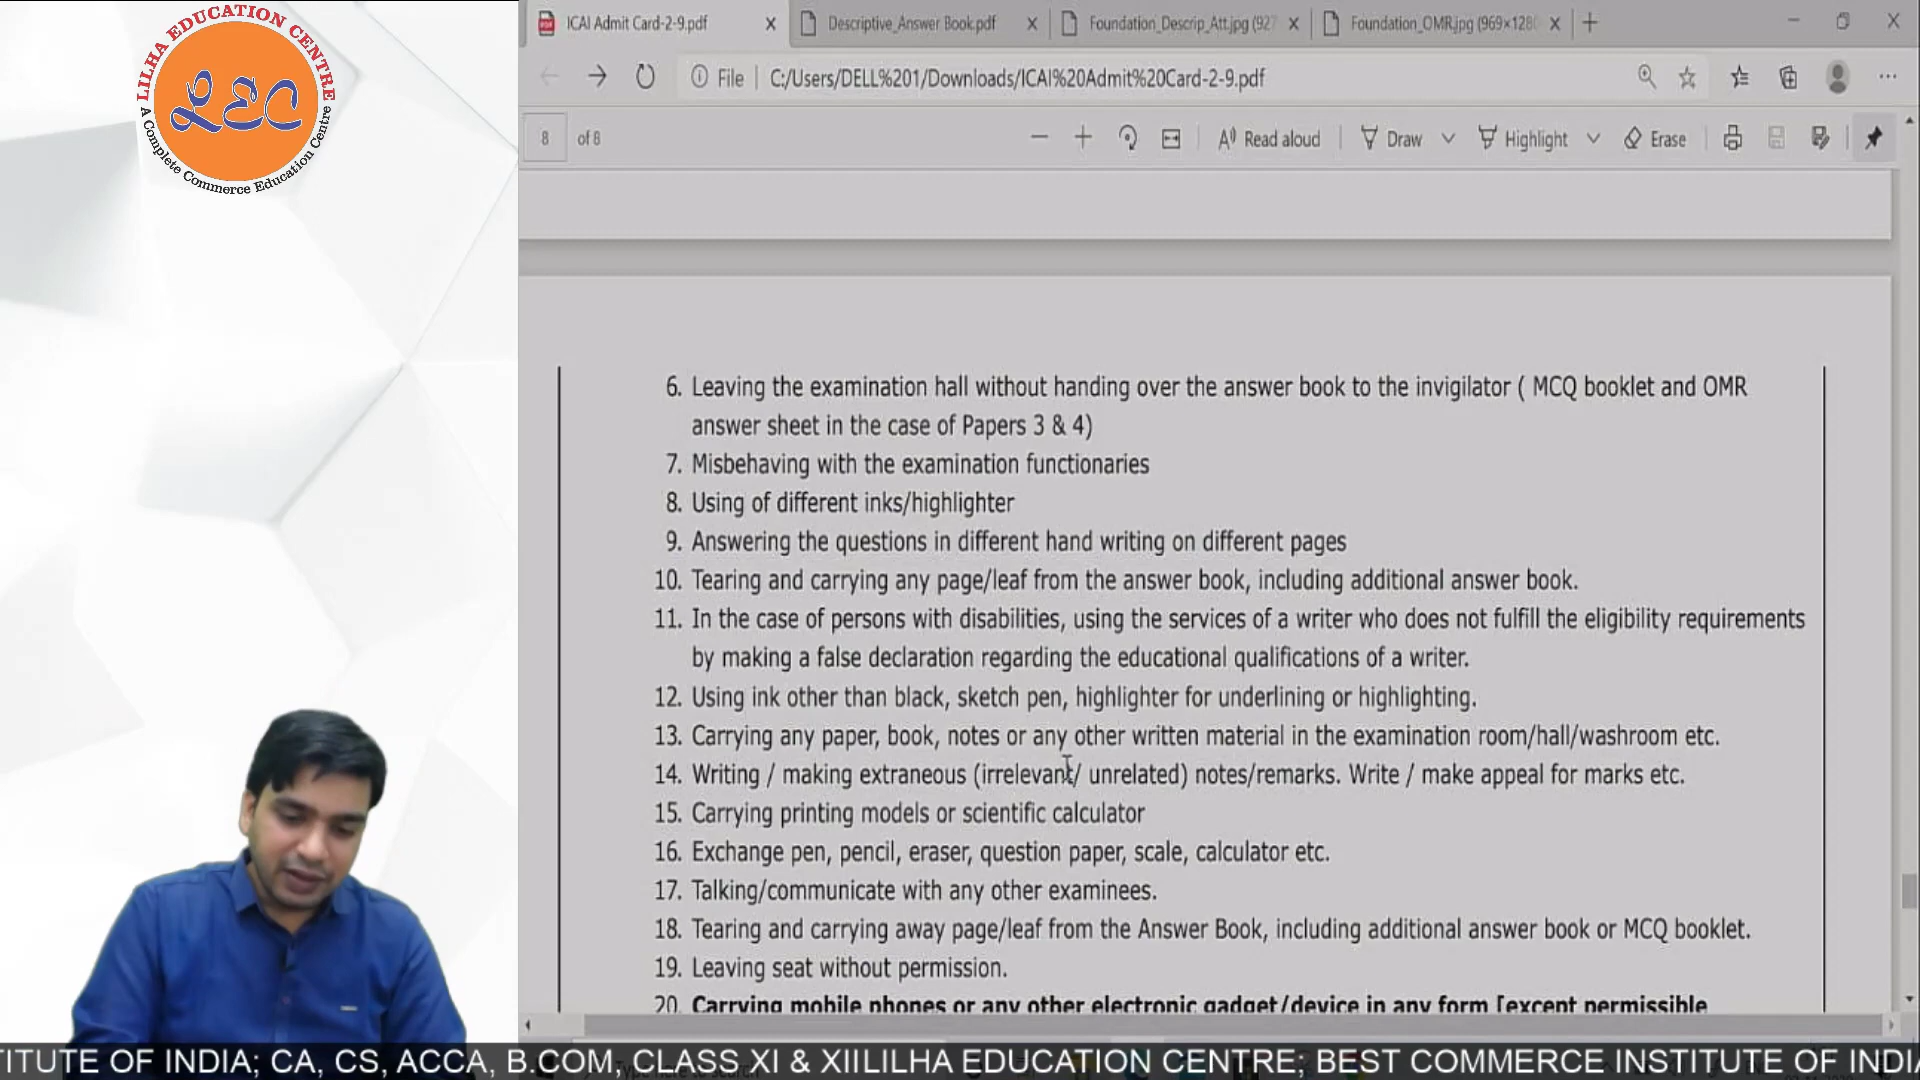 LILHA EDUCATION CENTRE
LEC
A Complete Commerce Education Centre
ICAI Admit Card-2-9.pdf
Descriptive_Answer Book.pdf
Foundation_Descrip_Att.jpg (927
Foundation_OMR.jpg (969×128
File C:/Users/DELL%201/Downloads/ICAI%20Admit%20Card-2-9.pdf
8 of 8
Read aloud
Draw
Highlight
Erase
6. Leaving the examination hall without handing over the answer book to the invigilator ( MCQ booklet and OMR
answer sheet in the case of Papers 3 & 4)
7. Misbehaving with the examination functionaries
8. Using of different inks/highlighter
9. Answering the questions in different hand writing on different pages
10. Tearing and carrying any page/leaf from the answer book, including additional answer book.
11. In the case of persons with disabilities, using the services of a writer who does not fulfill the eligibility requirements
by making a false declaration regarding the educational qualifications of a writer.
12. Using ink other than black, sketch pen, highlighter for underlining or highlighting.
13. Carrying any paper, book, notes or any other written material in the examination room/hall/washroom etc.
14. Writing / making extraneous (irrelevant/ unrelated) notes/remarks. Write / make appeal for marks etc.
15. Carrying printing models or scientific calculator
16. Exchange pen, pencil, eraser, question paper, scale, calculator etc.
17. Talking/communicate with any other examinees.
18. Tearing and carrying away page/leaf from the Answer Book, including additional answer book or MCQ booklet.
19. Leaving seat without permission.
20. Carrying mobile phones or any other electronic gadget/device in any form [except permissible
TITUTE OF INDIA; CA, CS, ACCA, B.COM, CLASS XI & XIILILHA EDUCATION CENTRE; BEST COMMERCE INSTITUTE OF INDIA